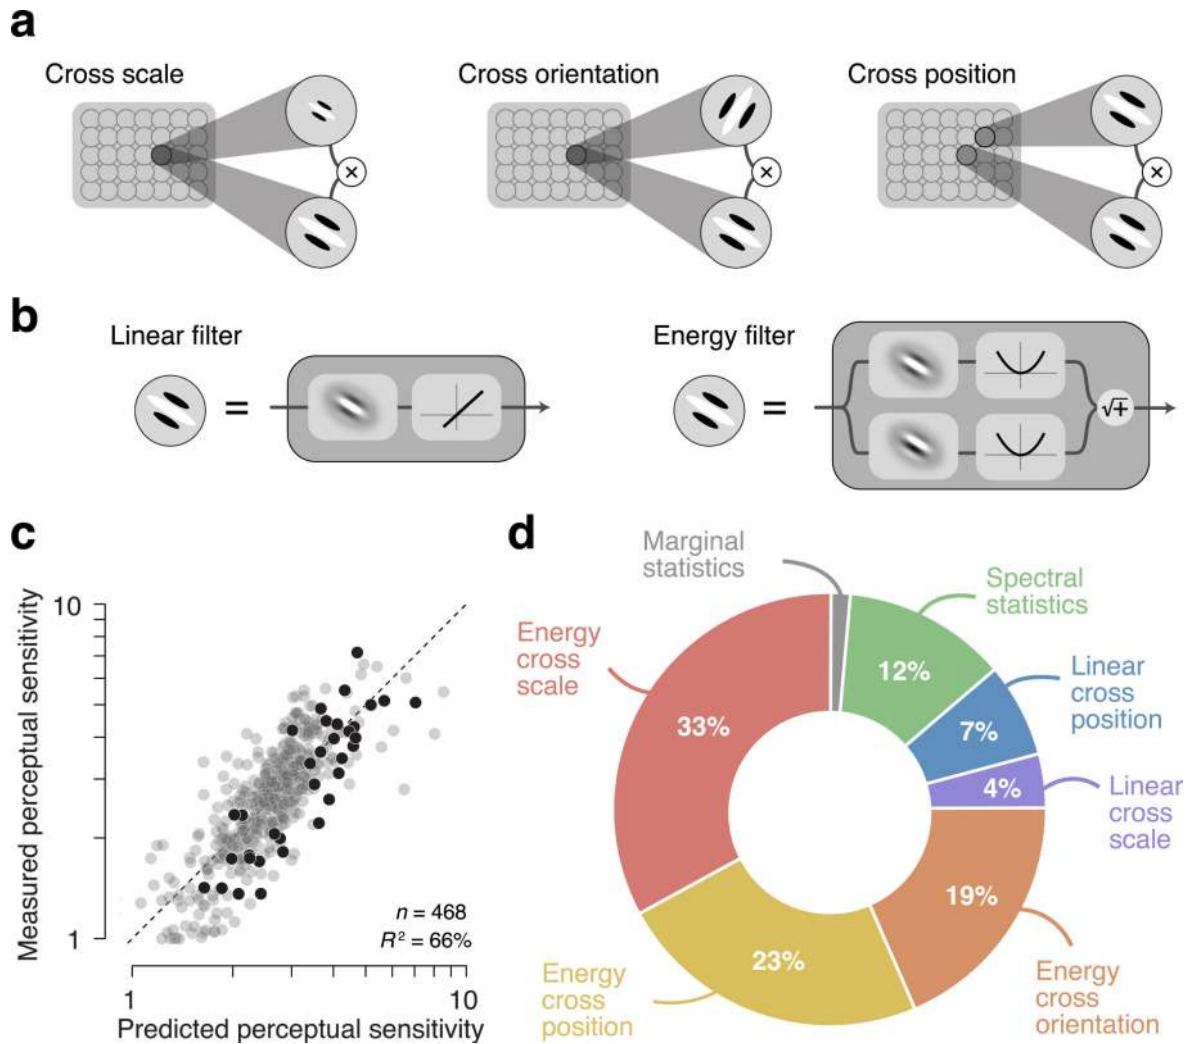 a
Cross scale
Cross orientation
Cross position
×
×
×
b
Linear filter
=
Energy filter
=
√+
c
Measured perceptual sensitivity
10
1
n = 468
R² = 66%
1
10
Predicted perceptual sensitivity
d
Marginal
statistics
Spectral
statistics
Energy
cross
scale
Linear
cross
position
12%
33%
7%
4%
Linear
cross
scale
19%
23%
Energy
cross
position
Energy
cross
orientation